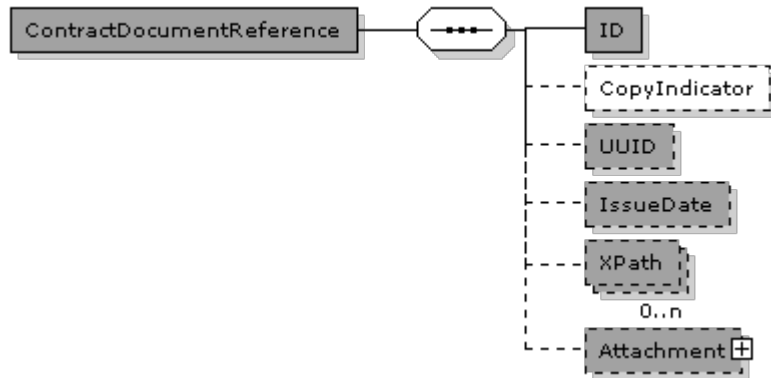 ContractDocumentReference
ID
CopyIndicator
UUID
IssueDate
XPath
0..n
Attachment